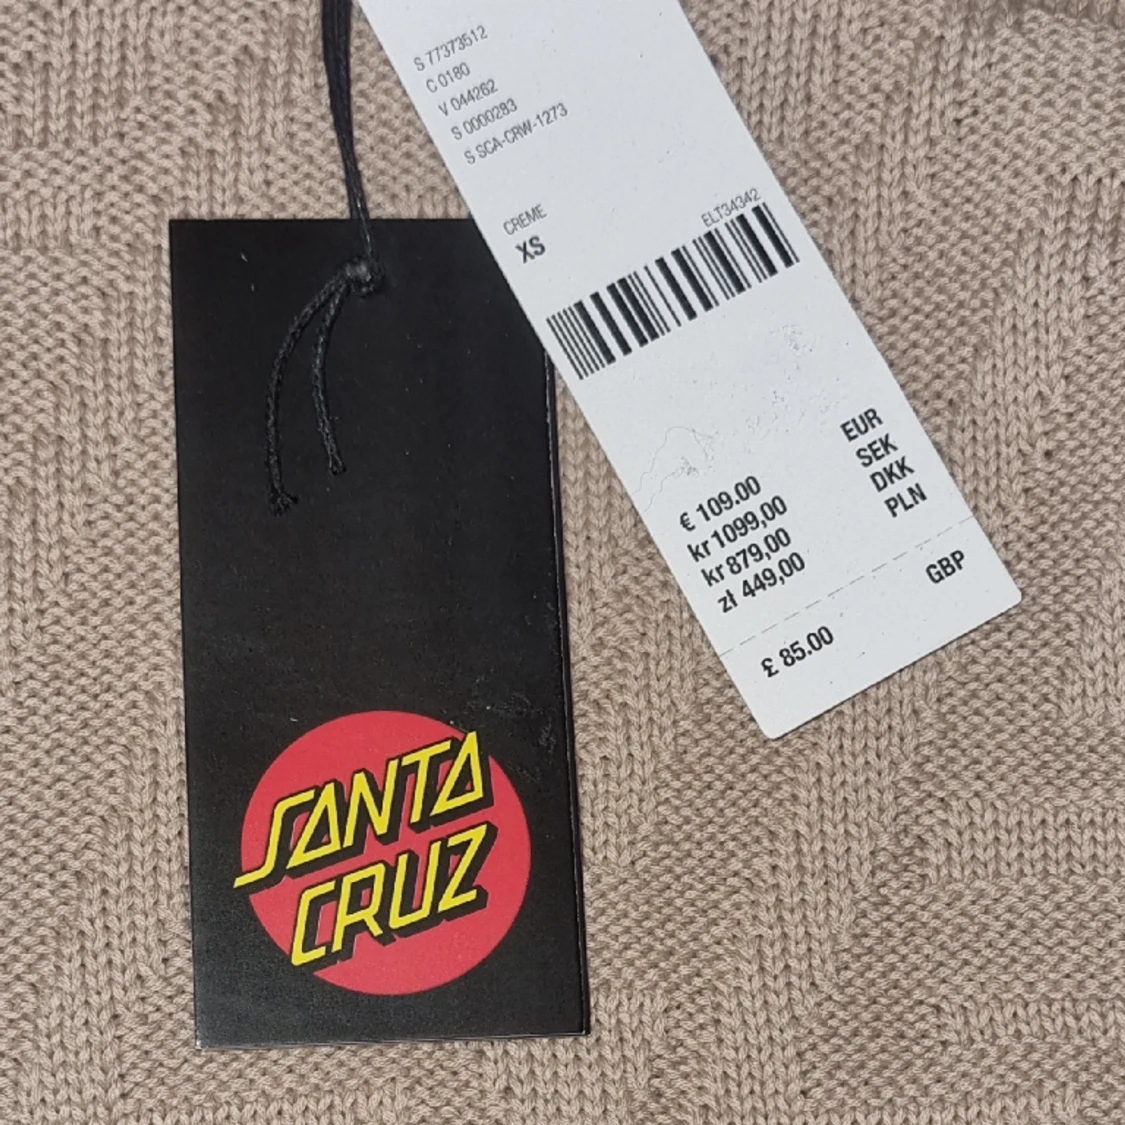 S 77373512
C 0180
V 044262
S 0000283
S SCA-CRW-1273
CREME
XS
ELT34342
€ 109.00 EUR
kr 1099,00 SEK
kr 879,00 DKK
zł 449,00 PLN
£ 85.00 GBP
SANTA
CRUZ